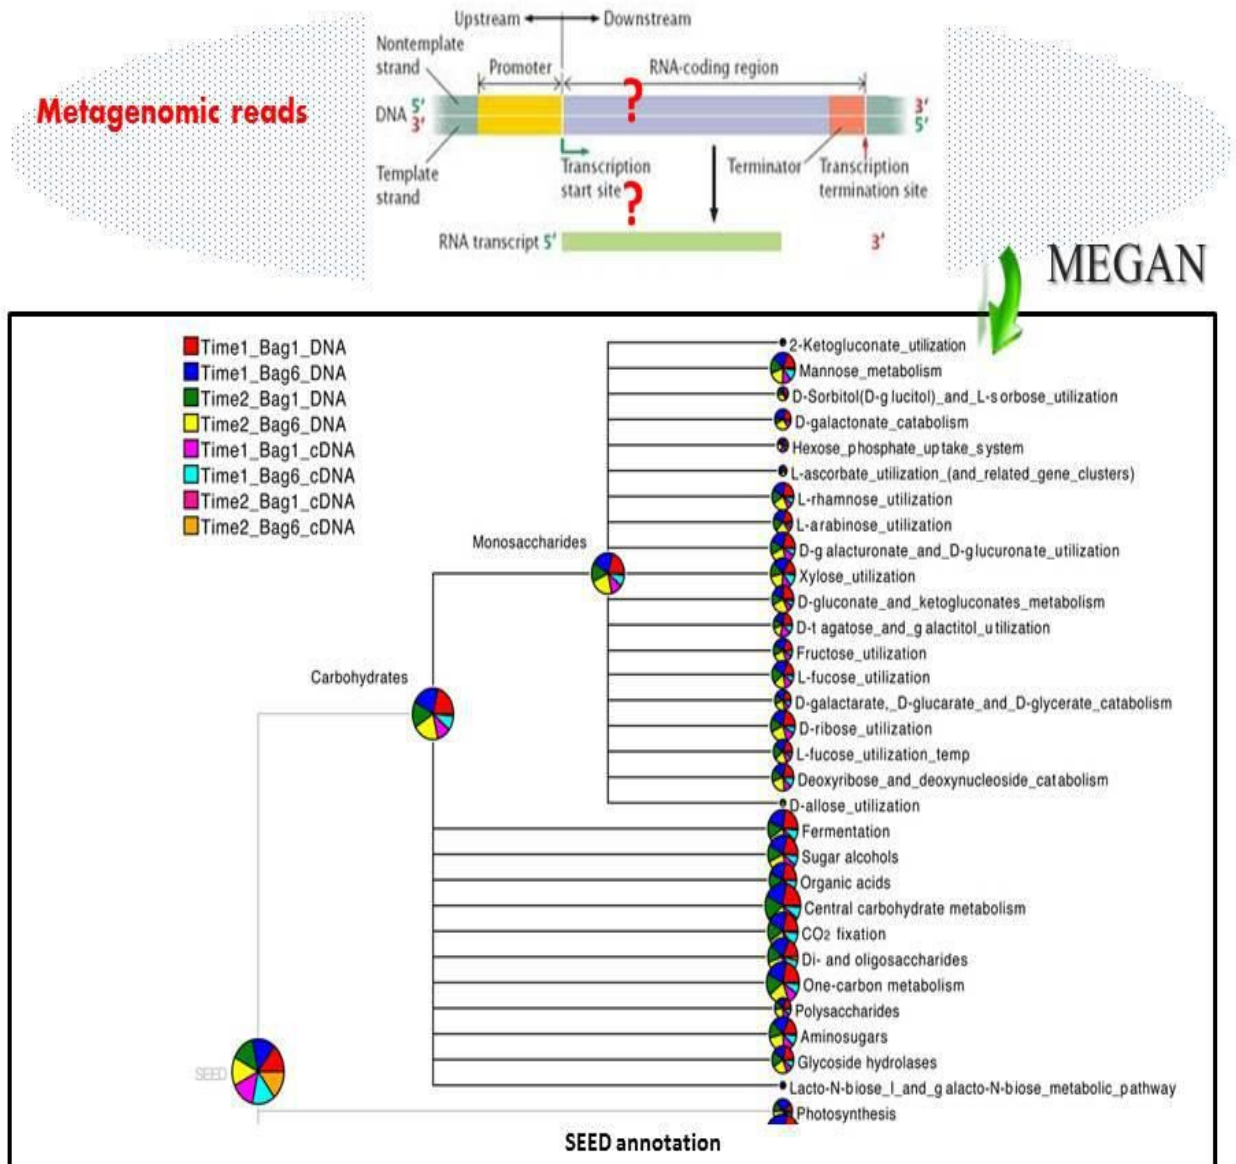 Upstream Downstream
Nontemplate
strand
Promoter
RNA-coding region
?
Metagenomic reads
DNA 5' 3'
3' 5'
Template
strand
Transcription
start site
Terminator
Transcription
termination site
?
RNA transcript 5' 3'
MEGAN
Time1_Bag1_DNA
Time1_Bag6_DNA
Time2_Bag1_DNA
Time2_Bag6_DNA
Time1_Bag1_cDNA
Time1_Bag6_cDNA
Time2_Bag1_cDNA
Time2_Bag6_cDNA
2-Ketogluconate_utilization
Mannose_metabolism
D-Sorbitol(D-glucitol)_and_L-sorbose_utilization
D-galactonate_catabolism
Hexose_phosphate_uptake_system
L-ascorbate_utilization_(and_related_gene_clusters)
L-rhamnose_utilization
L-arabinose_utilization
D-galacturonate_and_D-glucuronate_utilization
Monosaccharides
Xylose_utilization
D-gluconate_and_ketogluconates_metabolism
D-tagatose_and_galactitol_utilization
Fructose_utilization
L-fucose_utilization
Carbohydrates
D-galactarate,_D-glucarate_and_D-glycerate_catabolism
D-ribose_utilization
L-fucose_utilization_temp
Deoxyribose_and_deoxynucleoside_catabolism
D-allose_utilization
Fermentation
Sugar alcohols
Organic acids
Central carbohydrate metabolism
CO2 fixation
Di- and oligosaccharides
One-carbon metabolism
Polysaccharides
Aminosugars
Glycoside hydrolases
SEED
Lacto-N-biose_I_and_galacto-N-biose_metabolic_pathway
Photosynthesis
SEED annotation